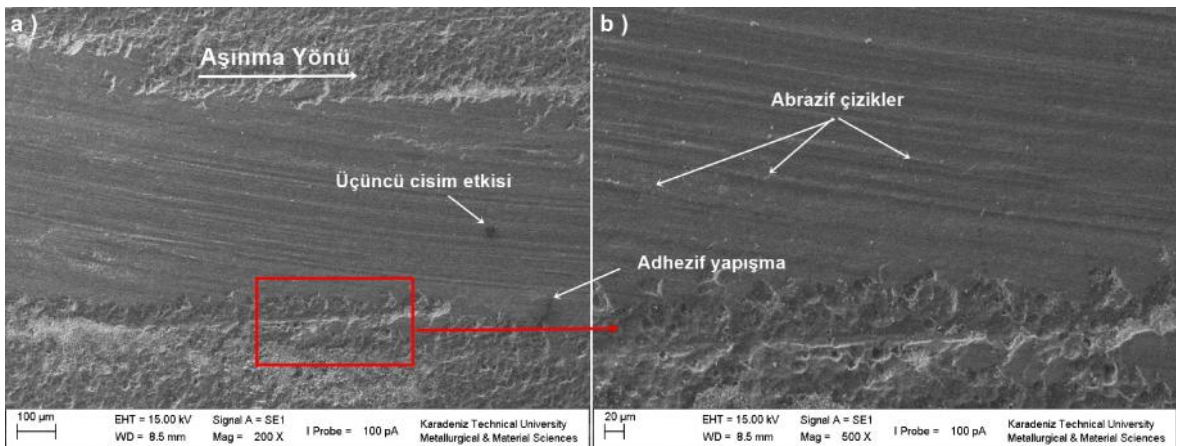 a )
Aşınma Yönü
Üçüncü cisim etkisi
Adhezif yapışma
100 µm
EHT = 15.00 kV
Signal A = SE1
WD = 8.5 mm
Mag = 200 X
I Probe = 100 pA
Karadeniz Technical University
Metallurgical & Material Sciences
b )
Abrazif çizikler
20 µm
EHT = 15.00 kV
Signal A = SE1
WD = 8.5 mm
Mag = 500 X
I Probe = 100 pA
Karadeniz Technical University
Metallurgical & Material Sciences